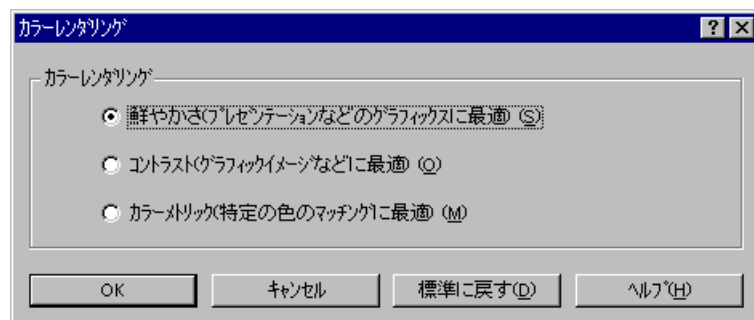 ｶﾗｰﾚﾝﾀﾞﾘﾝｸﾞ
ｶﾗｰﾚﾝﾀﾞﾘﾝｸﾞ
鮮やかさ(ﾌﾟﾚｾﾞﾝﾃｰｼｮﾝなどのｸﾞﾗﾌｨｯｸｽに最適) (S)
ｺﾝﾄﾗｽﾄ(ｸﾞﾗﾌｨｯｸｲﾒｰｼﾞなどに最適) (O)
ｶﾗｰﾒﾄﾘｯｸ(特定の色のﾏｯﾁﾝｸﾞに最適) (M)
OK ｷｬﾝｾﾙ 標準に戻す(D) ﾍﾙﾌﾟ(H)